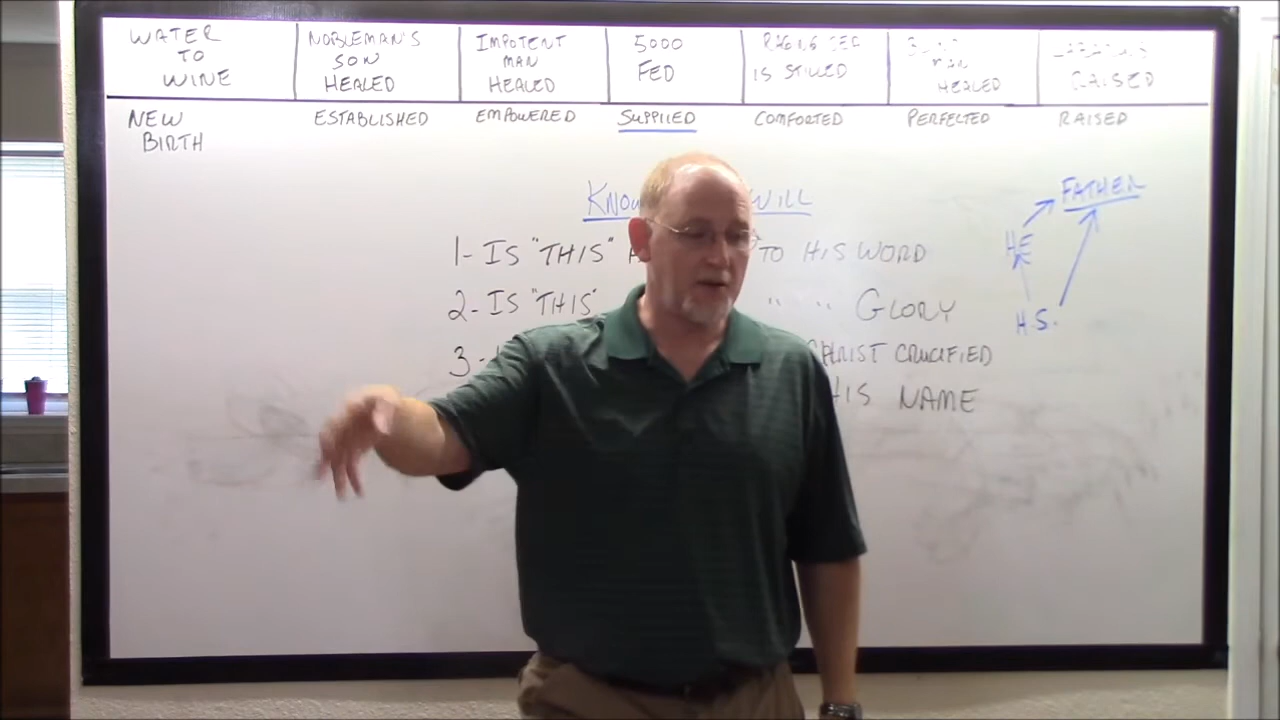 WATER
TO
WINE
NOBLEMAN'S
SON
HEALED
IMPOTENT
MAN
HEALED
5000
FED
RAGING SEA
IS STILLED
MAN
HEALED
RAISED
NEW
BIRTH
ESTABLISHED
EMPOWERED
SUPPLIED
COMFORTED
PERFECTED
RAISED
WILL
1- IS "THIS" TO HIS WORD
2- IS "THIS" " " GLORY
3- CHRIST CRUCIFIED
HIS NAME
FATHER
HE
H.S.